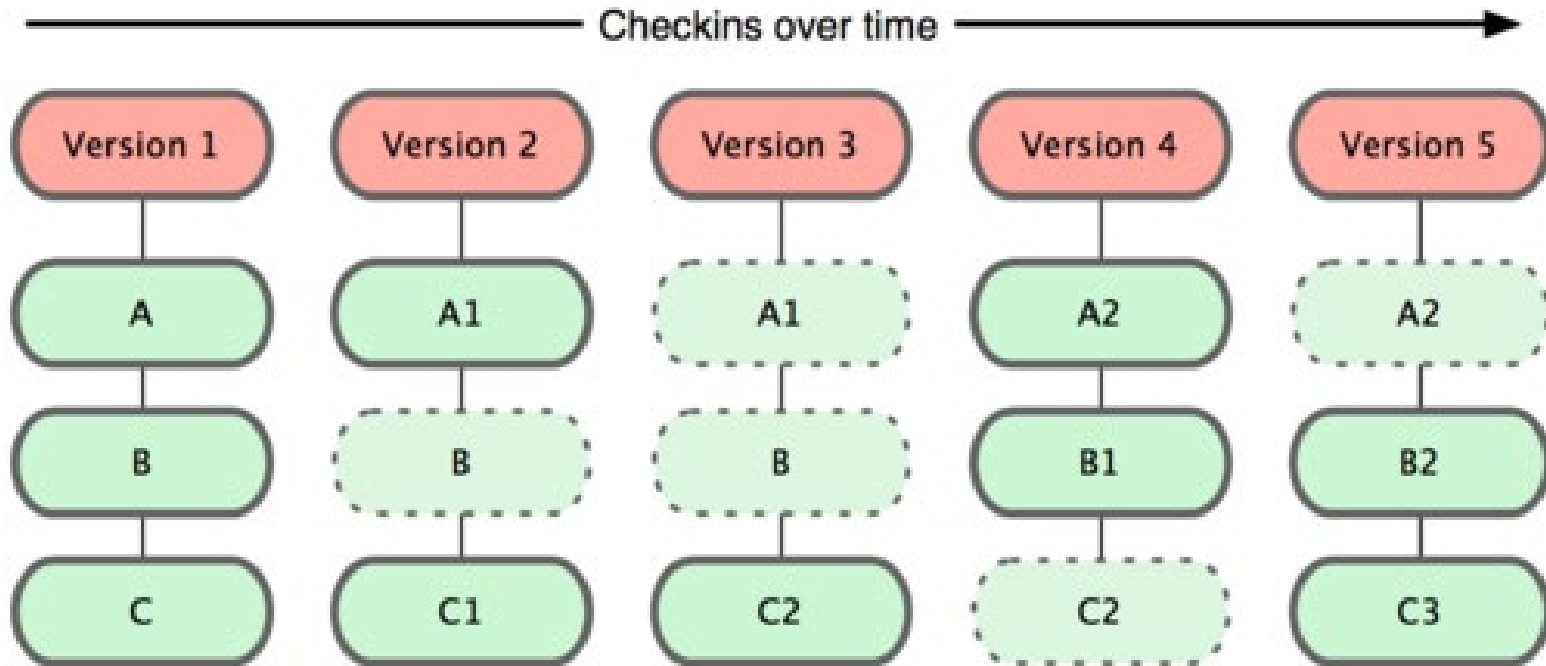 Checkins over time
Version 1 Version 2 Version 3 Version 4 Version 5
A A1 A1 A2 A2
B B B B1 B2
C C1 C2 C2 C3